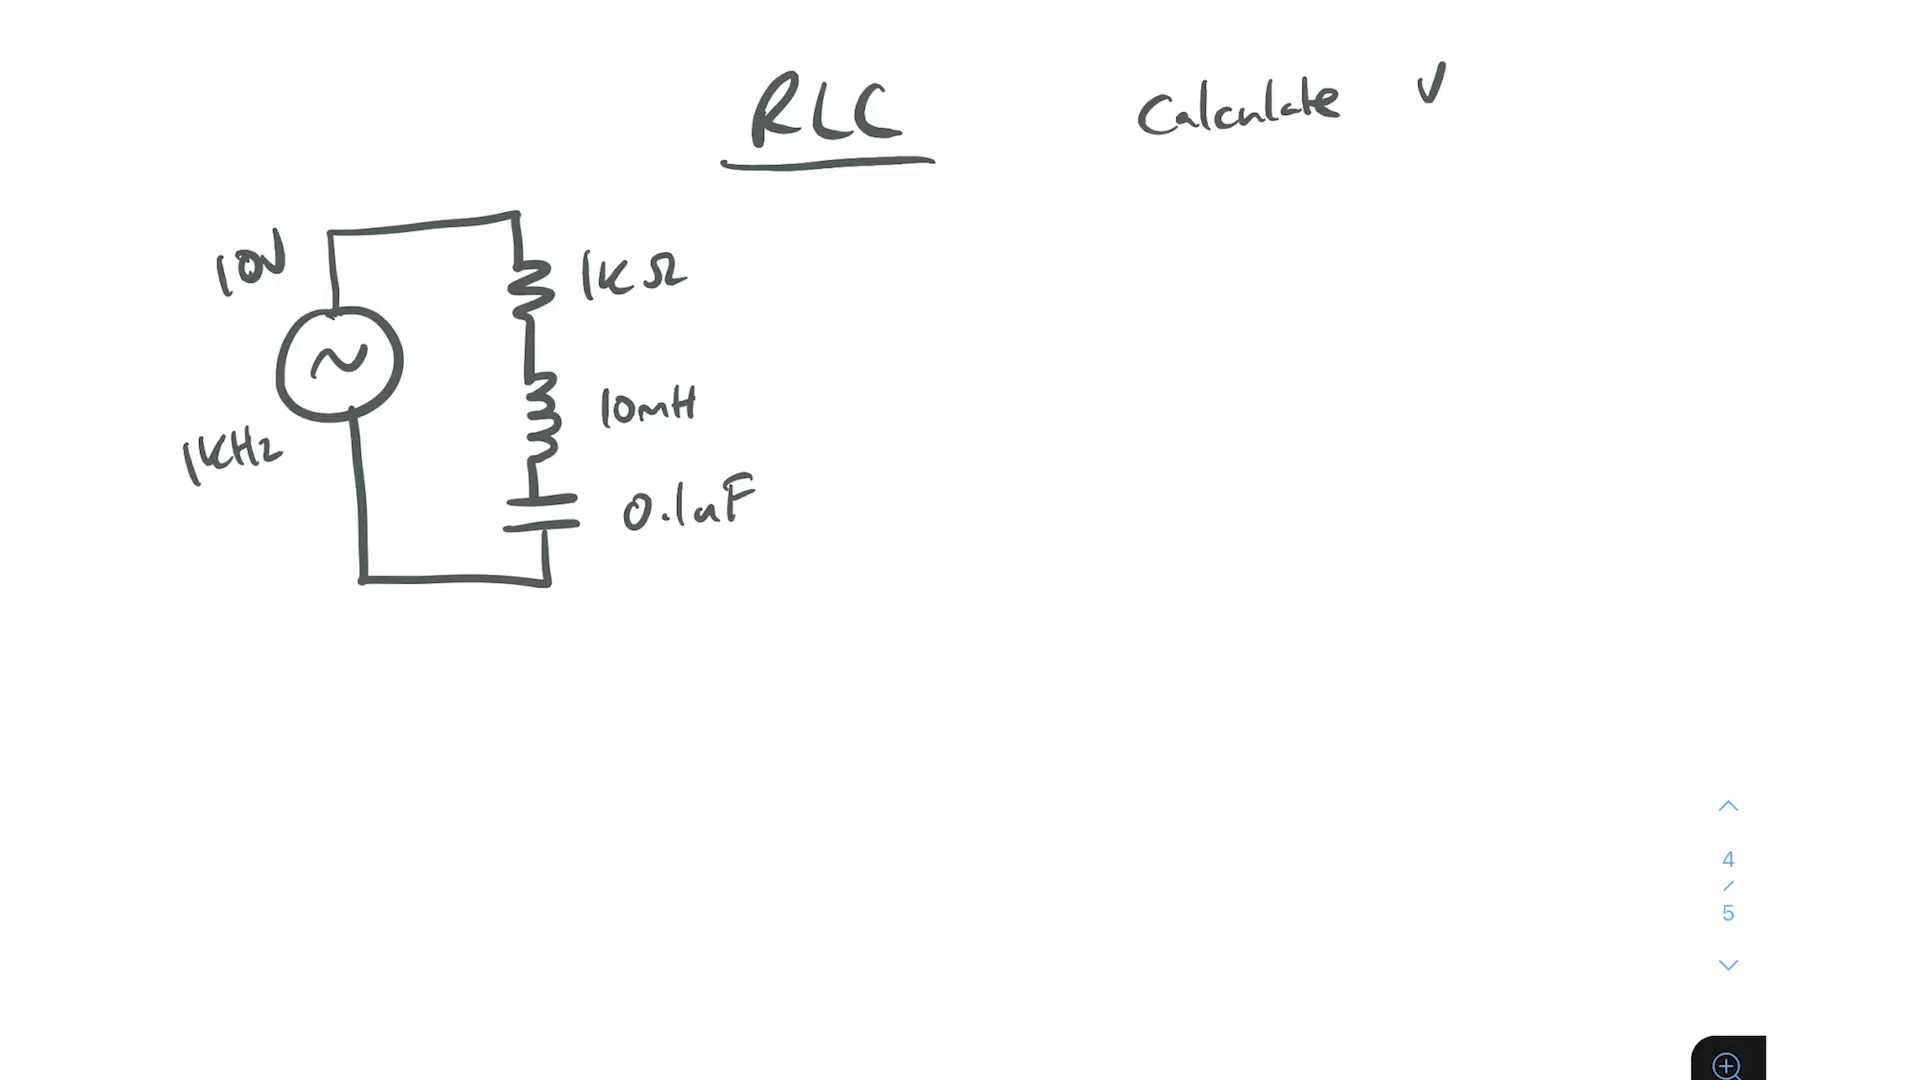 RLC
Calculate V
10V
1KΩ
10mH
1KHz
0.1uF
4
/
5